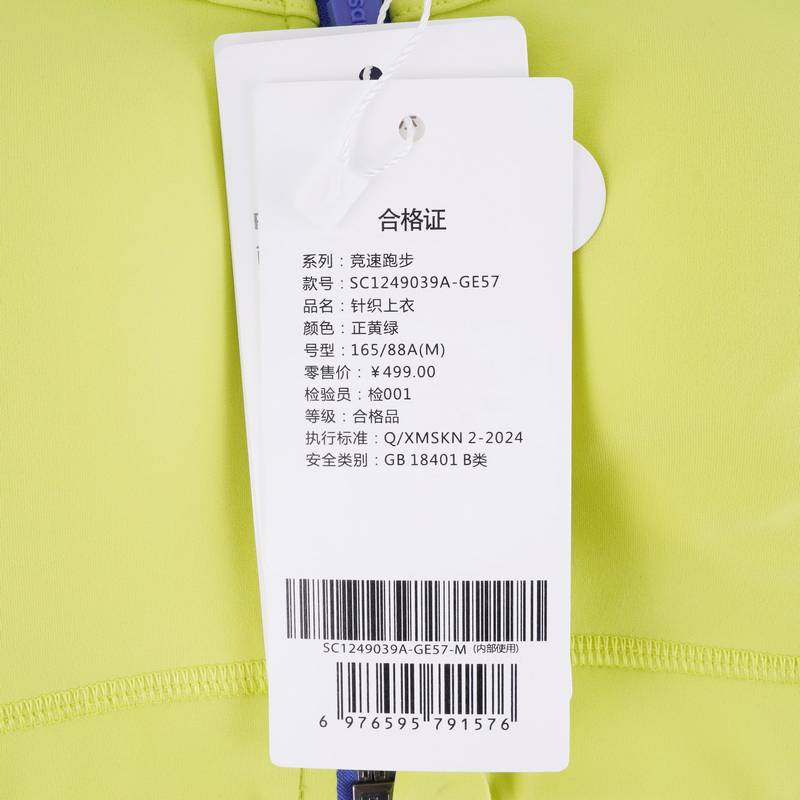 合格证
系列：竞速跑步
款号：SC1249039A-GE57
品名：针织上衣
颜色：正黄绿
号型：165/88A(M)
零售价：￥499.00
检验员：检001
等级：合格品
执行标准：Q/XMSKN 2-2024
安全类别：GB 18401 B类
SC1249039A-GE57-M (内部使用)
6 976595 791576